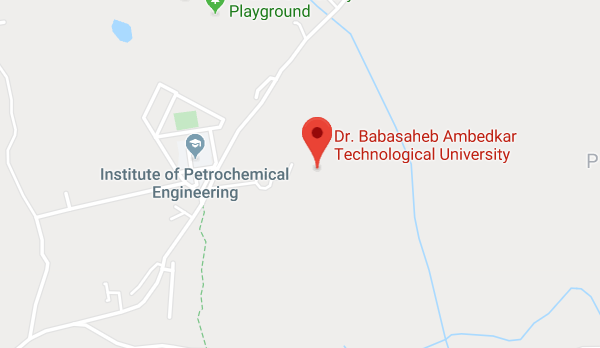 Playground
Dr. Babasaheb Ambedkar
Technological University
Institute of Petrochemical
Engineering
P